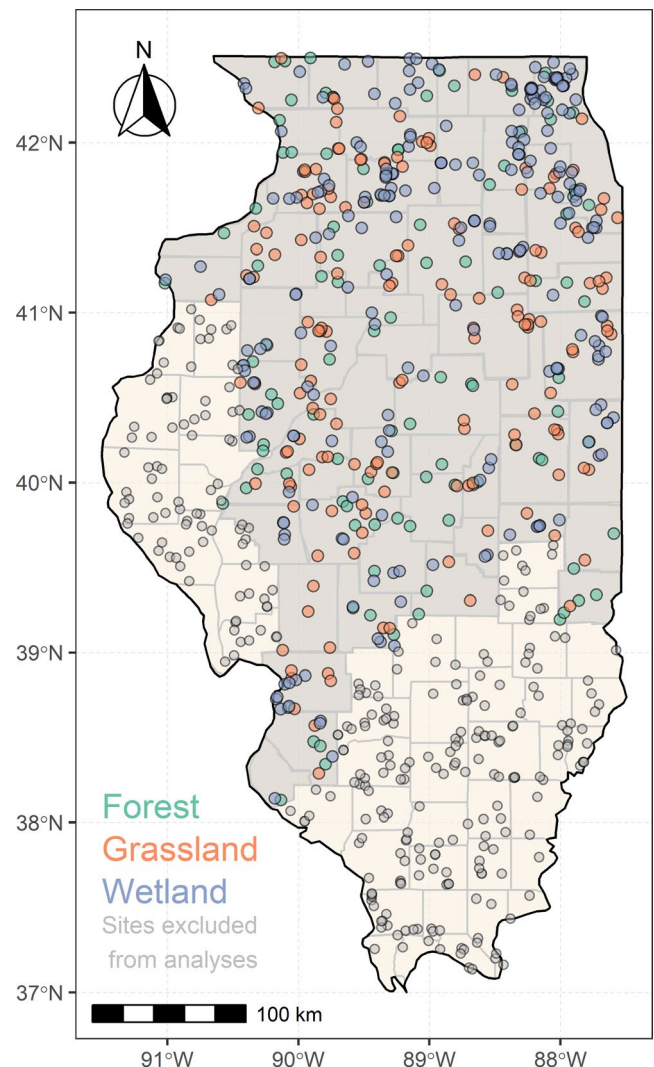 N
42°N
41°N
40°N
39°N
38°N
37°N
Forest
Grassland
Wetland
Sites excluded
from analyses
100 km
91°W 90°W 89°W 88°W